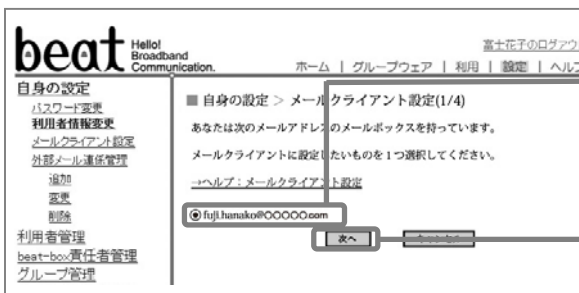 beat Hello!
Broadband
Communication.
富士花子のログアウ
ホーム | グループウェア | 利用 | 設定 | ヘルプ
自身の設定
パスワード変更
利用者情報変更
メールクライアント設定
外部メール連係管理
追加
変更
削除
利用者管理
beat-box責任者管理
グループ管理
■ 自身の設定 > メールクライアント設定(1/4)
あなたは次のメールアドレスのメールボックスを持っています。
メールクライアントに設定したいものを1つ選択してください。
→ヘルプ：メールクライアント設定
fuji.hanako@〇〇〇〇〇.com
次へ